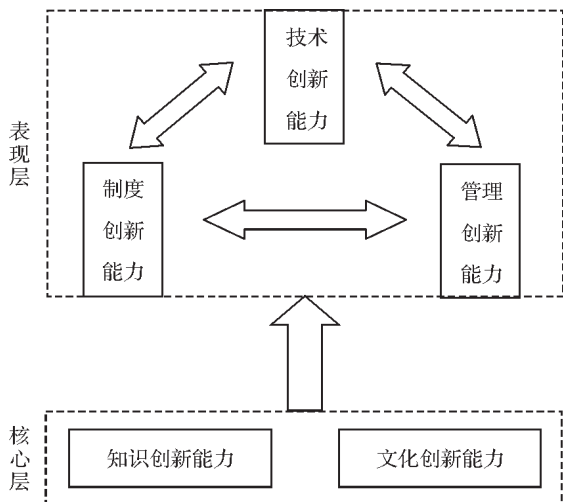 技术
创新
能力
表现层
制度
创新
能力
管理
创新
能力
核心层
知识创新能力
文化创新能力